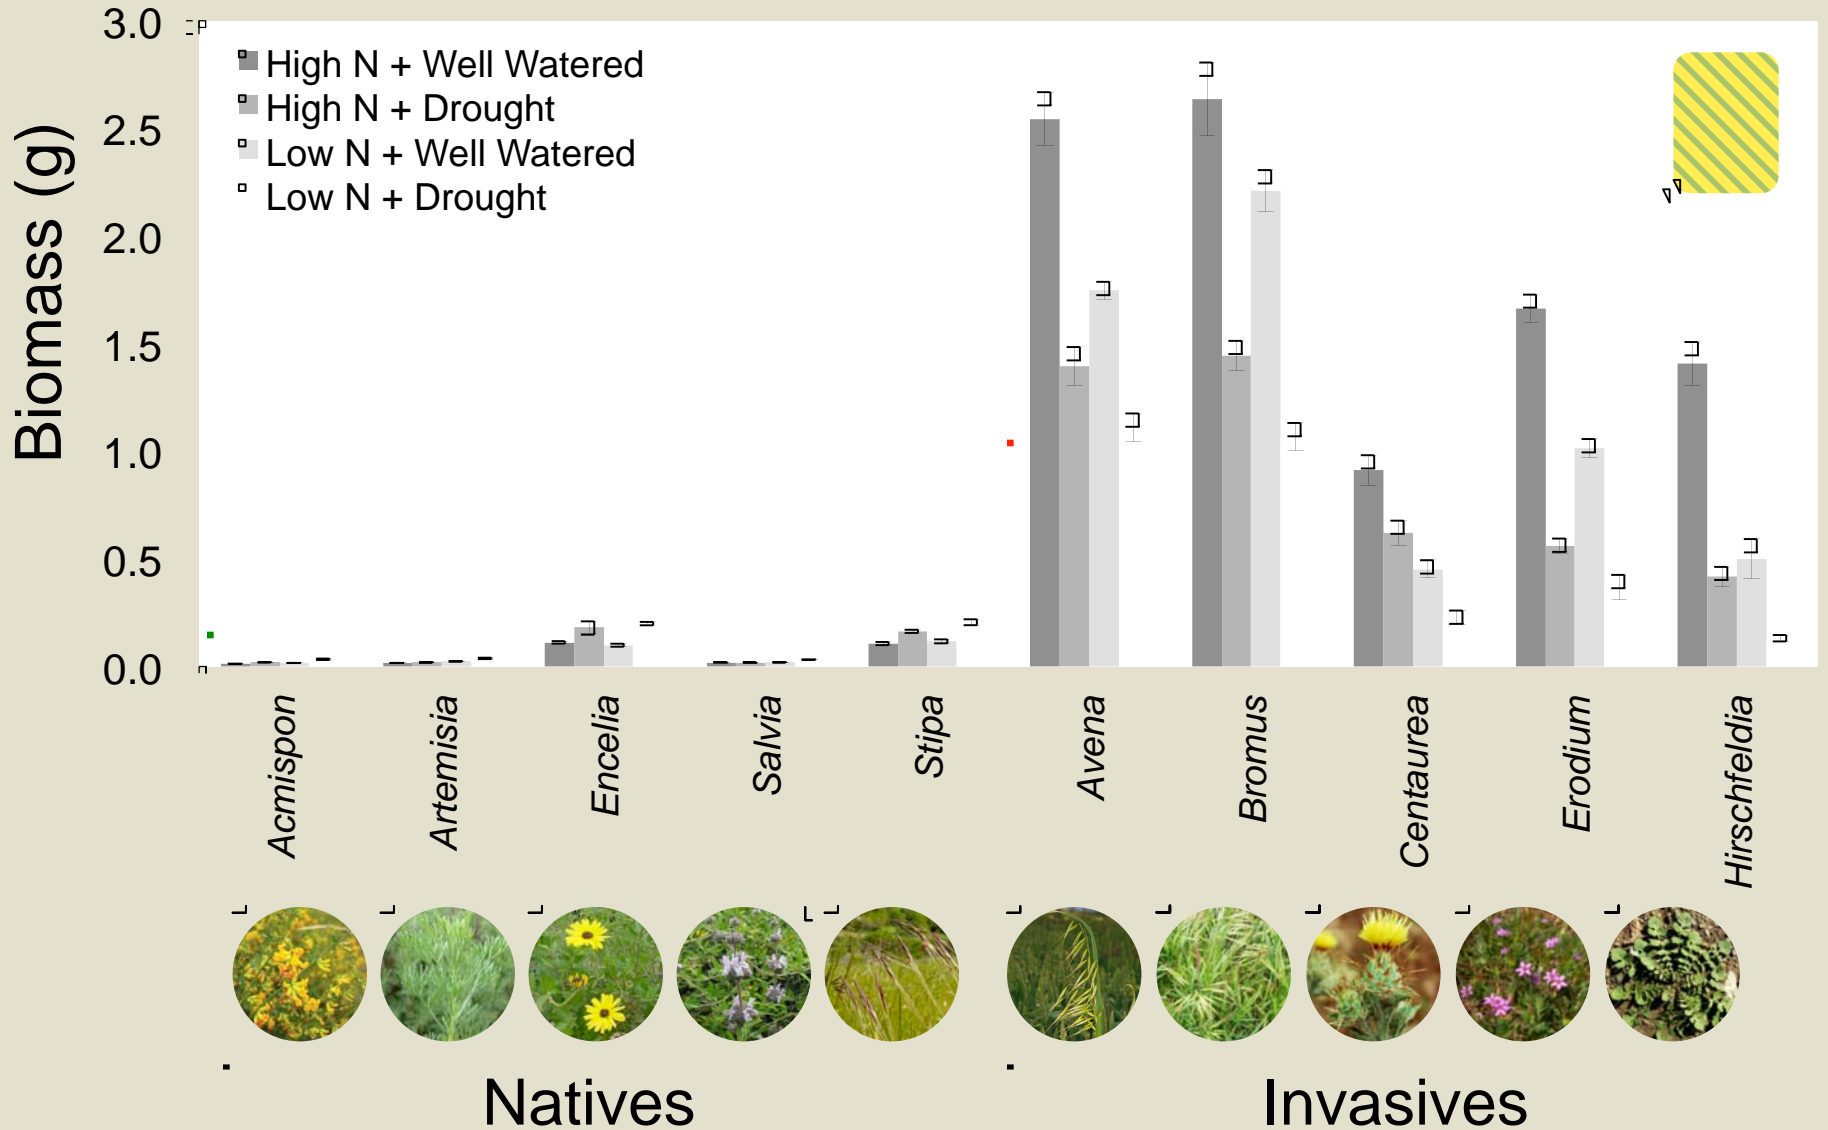 3.0
2.5
2.0
1.5
1.0
0.5
0.0
Biomass (g)
High N + Well Watered
High N + Drought
Low N + Well Watered
Low N + Drought
Acmispon
Artemisia
Encelia
Salvia
Stipa
Avena
Bromus
Centaurea
Erodium
Hirschfeldia
Natives
Invasives